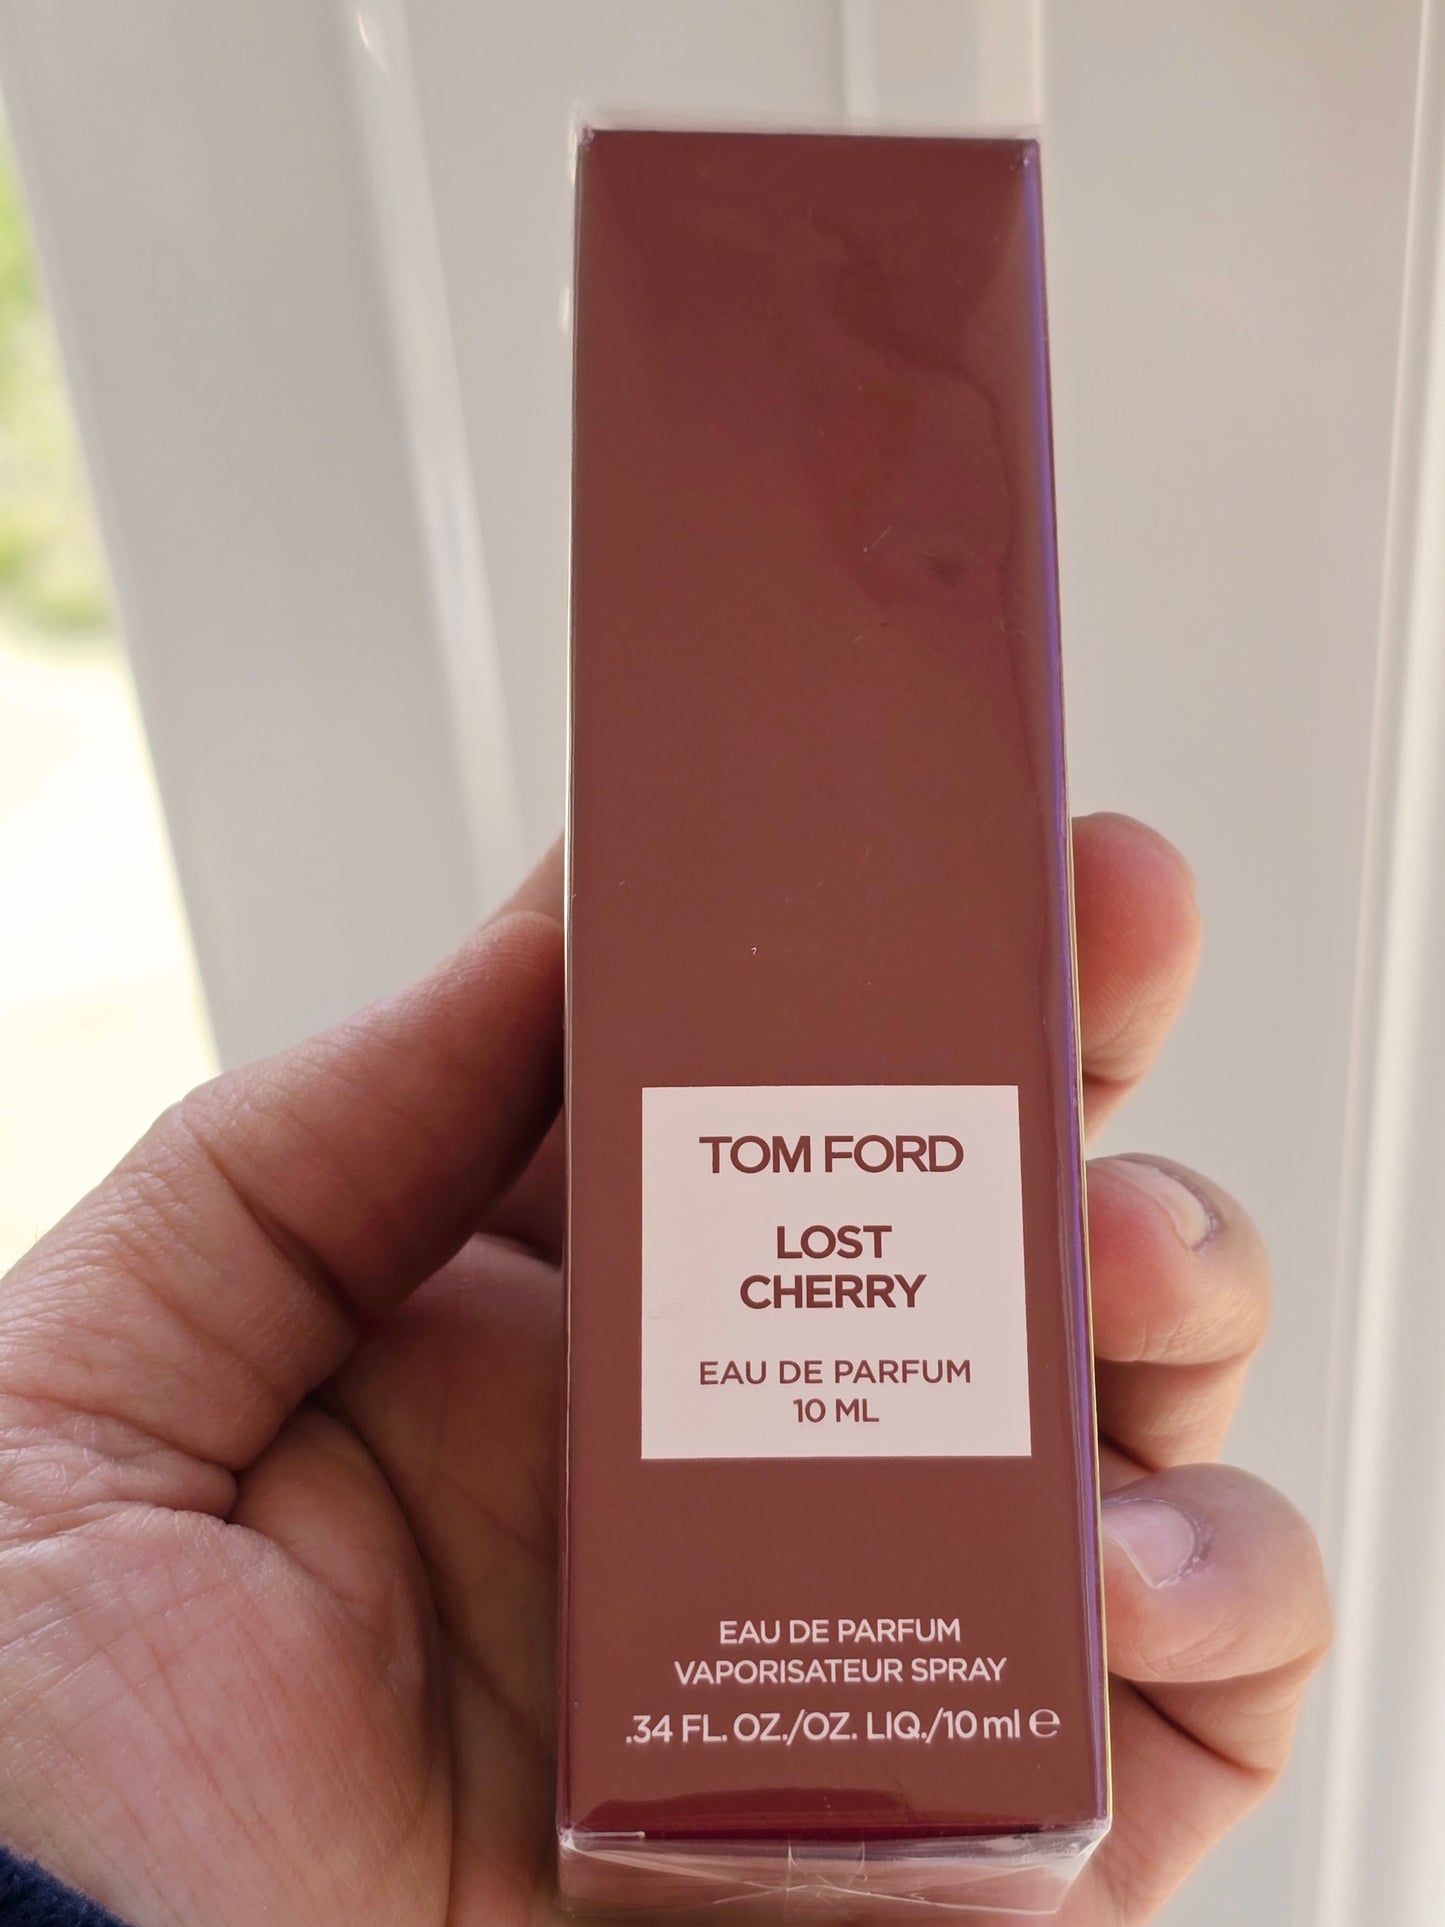 TOM FORD
LOST
CHERRY
EAU DE PARFUM
10 ML
EAU DE PARFUM
VAPORISATEUR SPRAY
.34 FL. OZ./OZ. LIQ./10 ml ℮